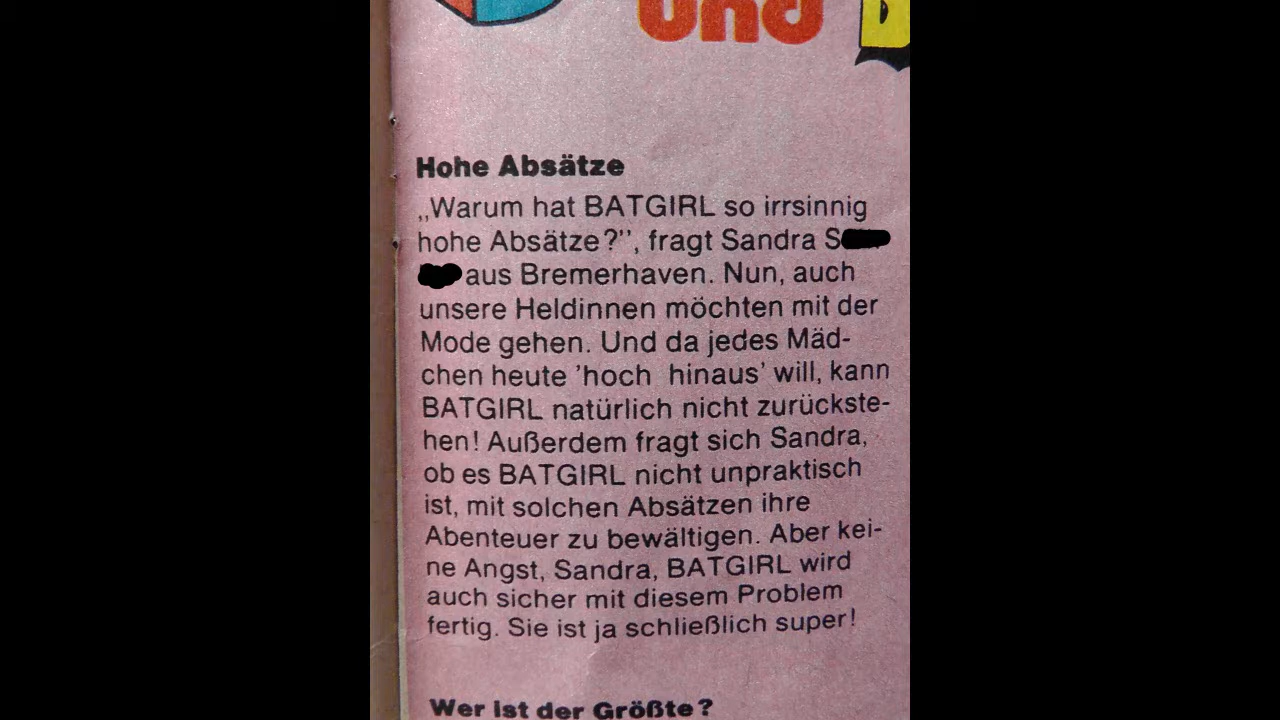 und B
Hohe Absätze
„Warum hat BATGIRL so irrsinnig
hohe Absätze?”, fragt Sandra S
aus Bremerhaven. Nun, auch
unsere Heldinnen möchten mit der
Mode gehen. Und da jedes Mäd-
chen heute 'hoch hinaus' will, kann
BATGIRL natürlich nicht zurückste-
hen! Außerdem fragt sich Sandra,
ob es BATGIRL nicht unpraktisch
ist, mit solchen Absätzen ihre
Abenteuer zu bewältigen. Aber kei-
ne Angst, Sandra, BATGIRL wird
auch sicher mit diesem Problem
fertig. Sie ist ja schließlich super!
Wer ist der Größte?